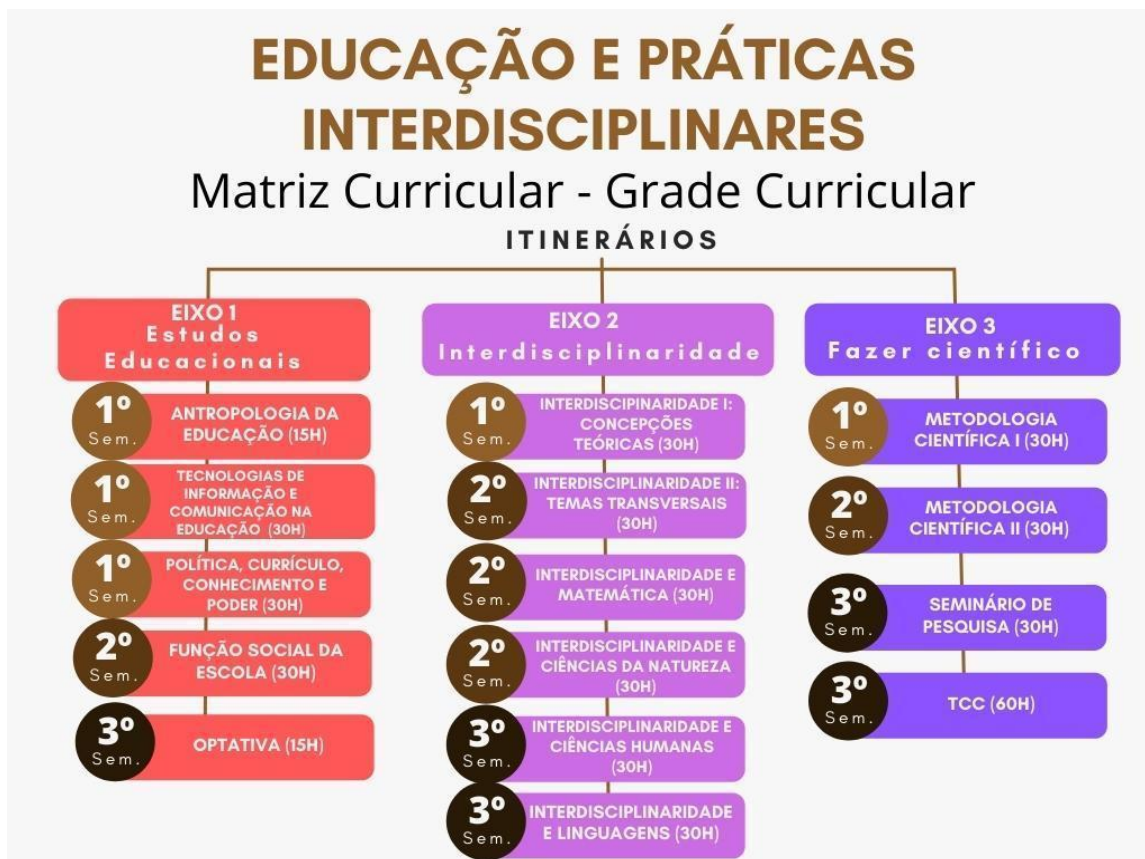 EDUCAÇÃO E PRÁTICAS
INTERDISCIPLINARES
Matriz Curricular - Grade Curricular
ITINERÁRIOS
EIXO 1
Estudos
Educacionais
1º
Sem.
ANTROPOLOGIA DA
EDUCAÇÃO (15H)
1º
Sem.
TECNOLOGIAS DE
INFORMAÇÃO E
COMUNICAÇÃO NA
EDUCAÇÃO (30H)
1º
Sem.
POLÍTICA, CURRÍCULO,
CONHECIMENTO E
PODER (30H)
2º
Sem.
FUNÇÃO SOCIAL DA
ESCOLA (30H)
3º
Sem.
OPTATIVA (15H)
EIXO 2
Interdisciplinaridade
1º
Sem.
INTERDISCIPINARIDADE I:
CONCEPÇÕES
TEÓRICAS (30H)
2º
Sem.
INTERDISCIPLINARIDADE II:
TEMAS TRANSVERSAIS
(30H)
2º
Sem.
INTERDISCIPLINARIDADE E
MATEMÁTICA (30H)
2º
Sem.
INTERDISCIPLINARIDADE E
CIÊNCIAS DA NATUREZA
(30H)
3º
Sem.
INTERDISCIPLINARIDADE E
CIÊNCIAS HUMANAS
(30H)
3º
Sem.
INTERDISCIPLINARIDADE
E LINGUAGENS (30H)
EIXO 3
Fazer científico
1º
Sem.
METODOLOGIA
CIENTÍFICA I (30H)
2º
Sem.
METODOLOGIA
CIENTÍFICA II (30H)
3º
Sem.
SEMINÁRIO DE
PESQUISA (30H)
3º
Sem.
TCC (60H)